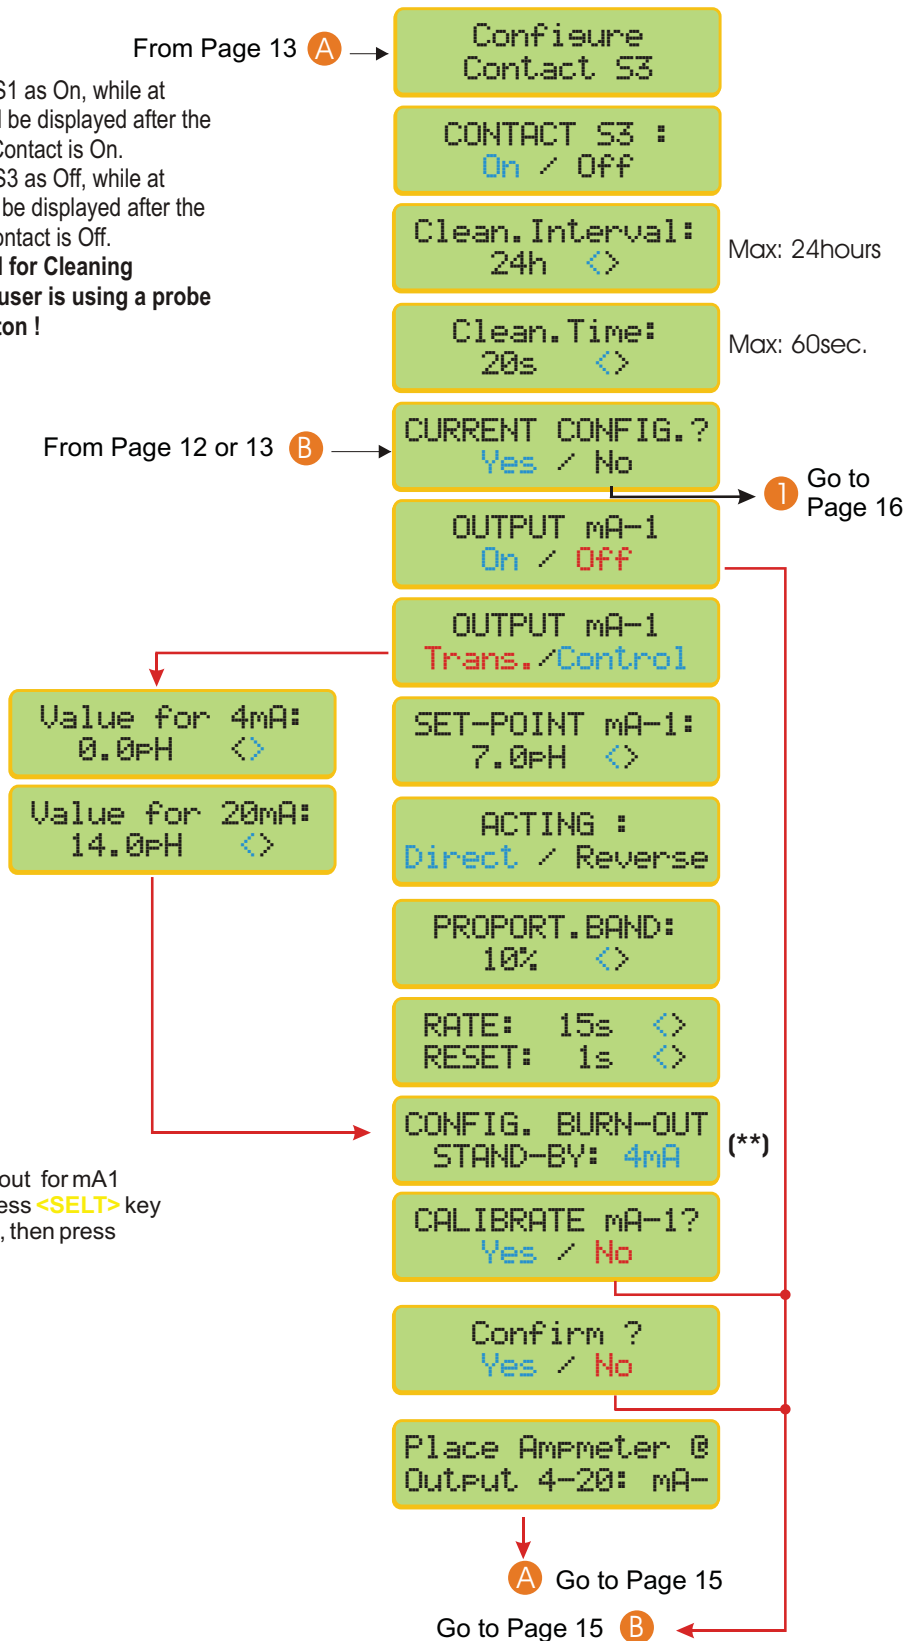 From Page 13 A
Configure
Contact S3
S1 as On, while at
be displayed after the
Contact is On.
S3 as Off, while at
be displayed after the
ontact is Off.
for Cleaning
user is using a probe
ton !
CONTACT S3 :
On / Off
Clean.Interval:
24h <>
Max: 24hours
Clean.Time:
20s <>
Max: 60sec.
From Page 12 or 13 B
CURRENT CONFIG.?
Yes / No
1 Go to
Page 16
OUTPUT mA-1
On / Off
OUTPUT mA-1
Trans./Control
Value for 4mA:
0.0pH <>
Value for 20mA:
14.0pH <>
SET-POINT mA-1:
7.0pH <>
ACTING :
Direct / Reverse
PROPORT.BAND:
10% <>
RATE: 15s <>
RESET: 1s <>
CONFIG. BURN-OUT
STAND-BY: 4mA
(**)
out for mA1
ess <SELT> key
, then press
CALIBRATE mA-1?
Yes / No
Confirm ?
Yes / No
Place Ampmeter @
Output 4-20: mA-
A Go to Page 15
Go to Page 15 B